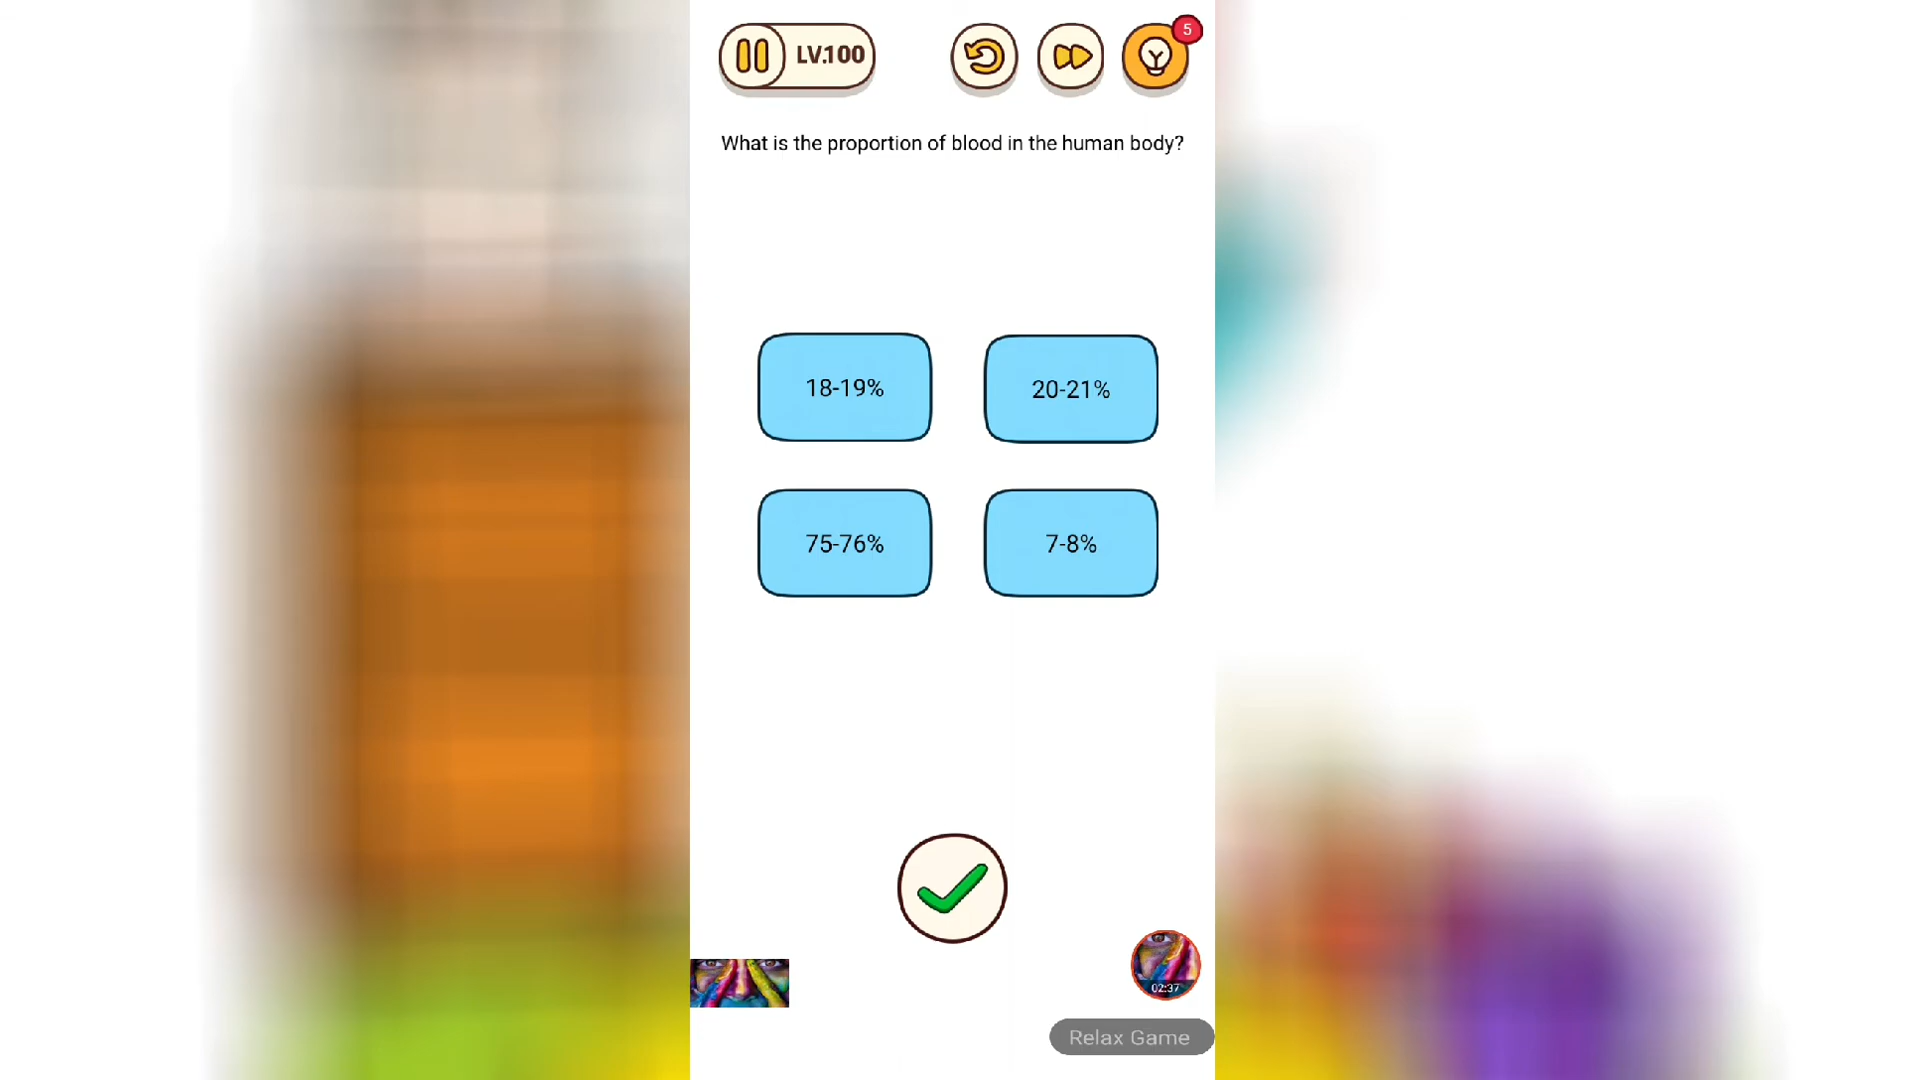 LV.100
5
What is the proportion of blood in the human body?
18-19%
20-21%
75-76%
7-8%
02:37
Relax Game